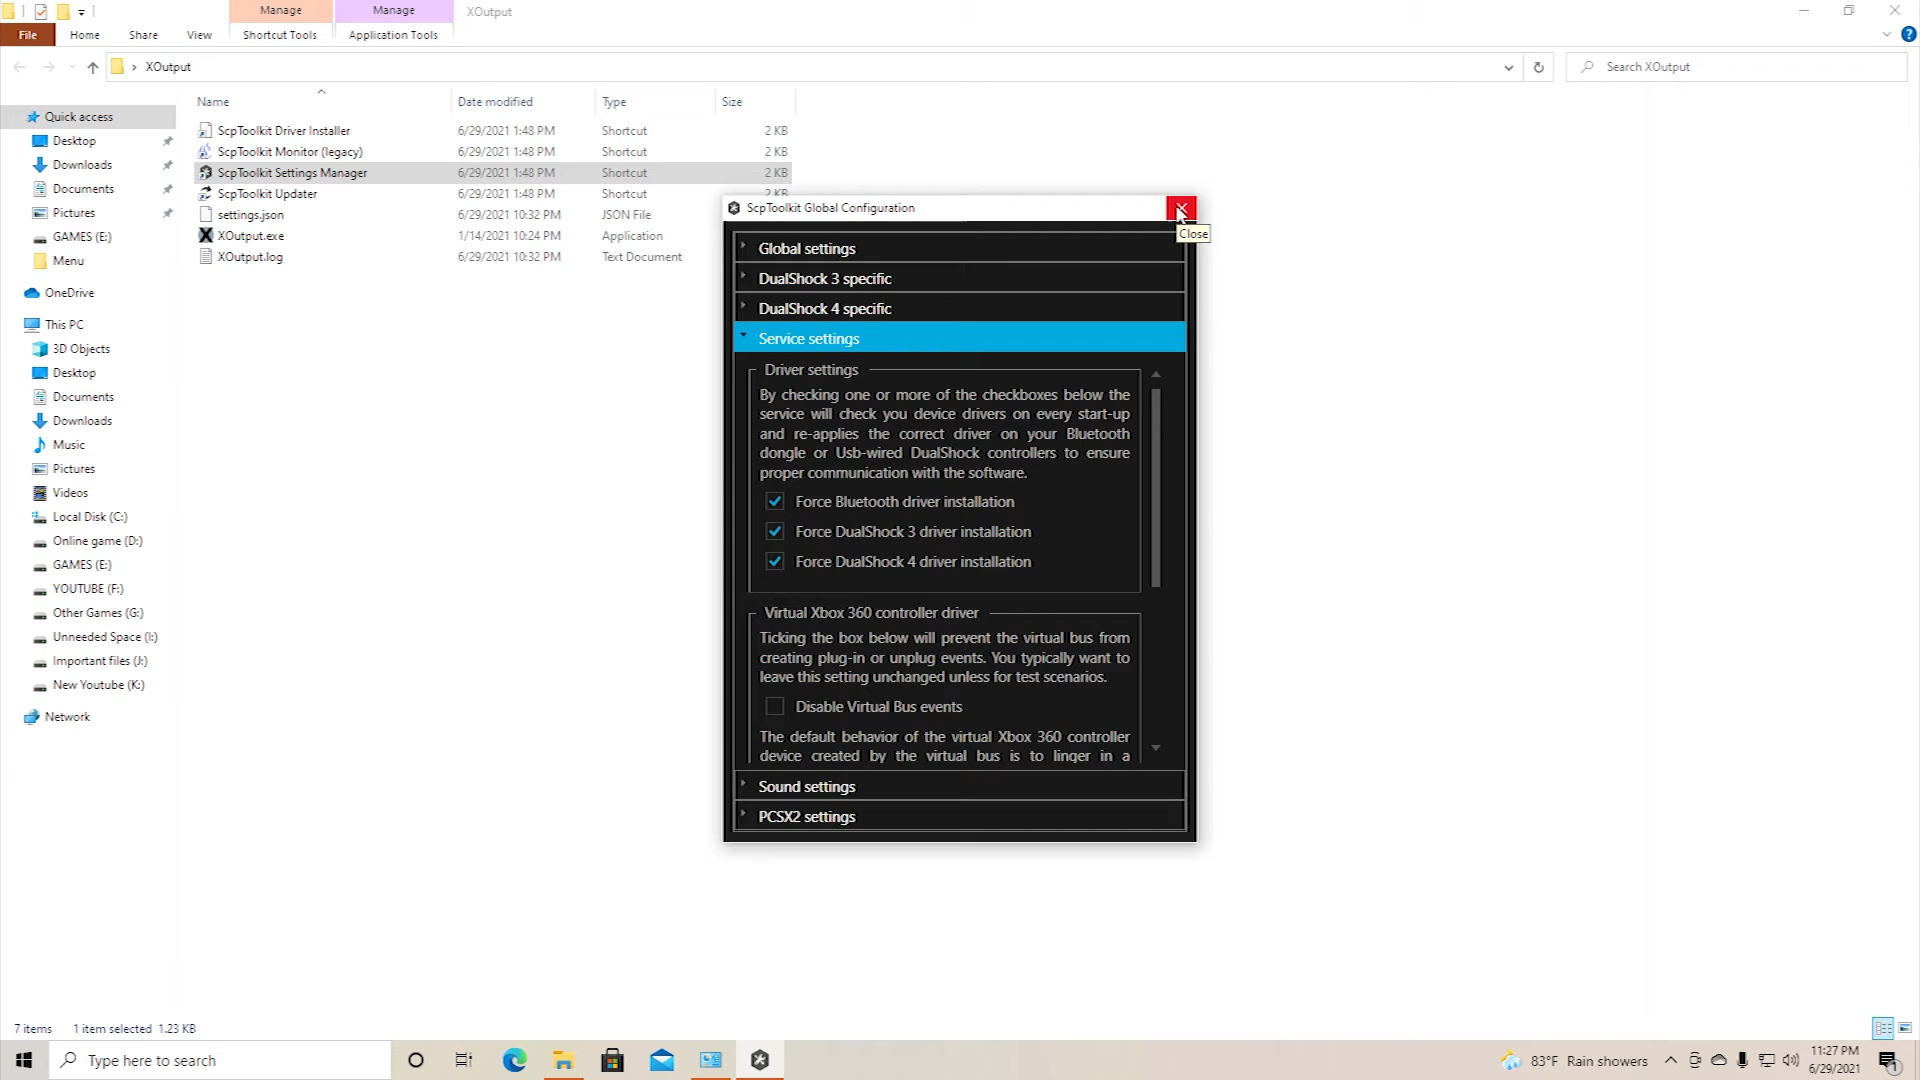 Manage
Manage
XOutput
File
Home
Share
View
Shortcut Tools
Application Tools
?
XOutput
Search XOutput
Name
Date modified
Type
Size
Quick access
Desktop
Downloads
Documents
Pictures
GAMES (E:)
Menu
OneDrive
This PC
3D Objects
Desktop
Documents
Downloads
Music
Pictures
Videos
Local Disk (C:)
Online game (D:)
GAMES (E:)
YOUTUBE (F:)
Other Games (G:)
Unneeded Space (I:)
Important files (J:)
New Youtube (K:)
Network
ScpToolkit Driver Installer 6/29/2021 1:48 PM Shortcut 2 KB
ScpToolkit Monitor (legacy) 6/29/2021 1:48 PM Shortcut 2 KB
ScpToolkit Settings Manager 6/29/2021 1:48 PM Shortcut 2 KB
ScpToolkit Updater 6/29/2021 1:48 PM Shortcut 2 KB
settings.json 6/29/2021 10:32 PM JSON File
XOutput.exe 1/14/2021 10:24 PM Application
XOutput.log 6/29/2021 10:32 PM Text Document
ScpToolkit Global Configuration
Close
Global settings
DualShock 3 specific
DualShock 4 specific
Service settings
Driver settings
By checking one or more of the checkboxes below the
service will check you device drivers on every start-up
and re-applies the correct driver on your Bluetooth
dongle or Usb-wired DualShock controllers to ensure
proper communication with the software.
Force Bluetooth driver installation
Force DualShock 3 driver installation
Force DualShock 4 driver installation
Virtual Xbox 360 controller driver
Ticking the box below will prevent the virtual bus from
creating plug-in or unplug events. You typically want to
leave this setting unchanged unless for test scenarios.
Disable Virtual Bus events
The default behavior of the virtual Xbox 360 controller
device created by the virtual bus is to linger in a
Sound settings
PCSX2 settings
7 items 1 item selected 1.23 KB
Type here to search
83°F Rain showers
11:27 PM
6/29/2021
1